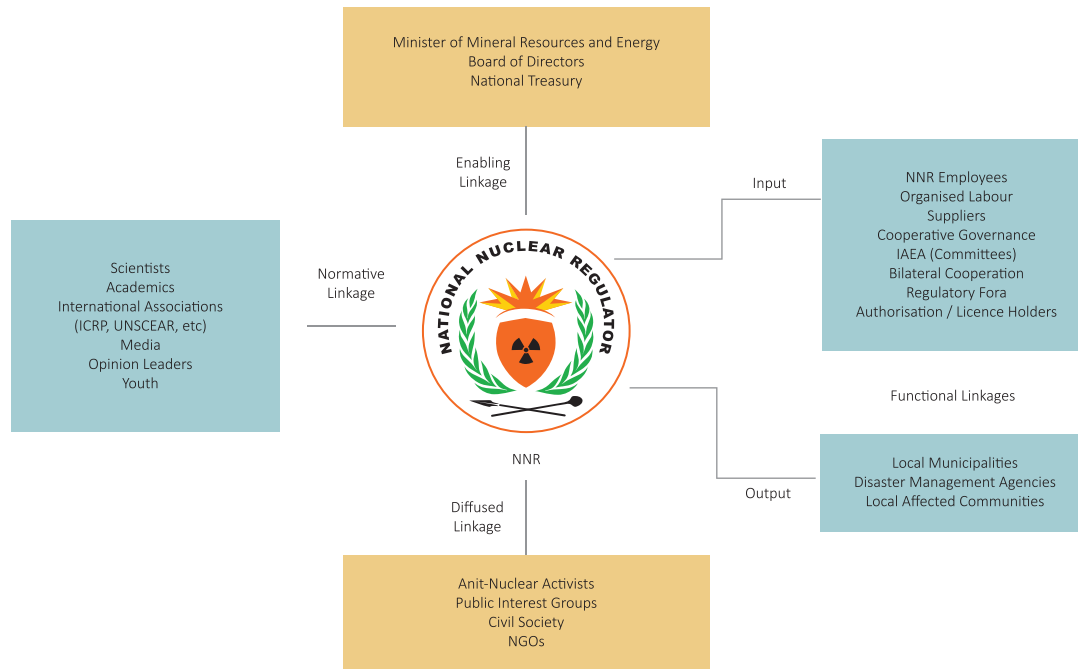 Minister of Mineral Resources and Energy
Board of Directors
National Treasury
Enabling
Linkage
Input
NNR Employees
Organised Labour
Suppliers
Cooperative Governance
IAEA (Committees)
Bilateral Cooperation
Regulatory Fora
Authorisation / Licence Holders
Scientists
Academics
International Associations
(ICRP, UNSCEAR, etc)
Media
Opinion Leaders
Youth
Normative
Linkage
NATIONAL NUCLEAR REGULATOR
NNR
Functional Linkages
Output
Local Municipalities
Disaster Management Agencies
Local Affected Communities
Diffused
Linkage
Anit-Nuclear Activists
Public Interest Groups
Civil Society
NGOs